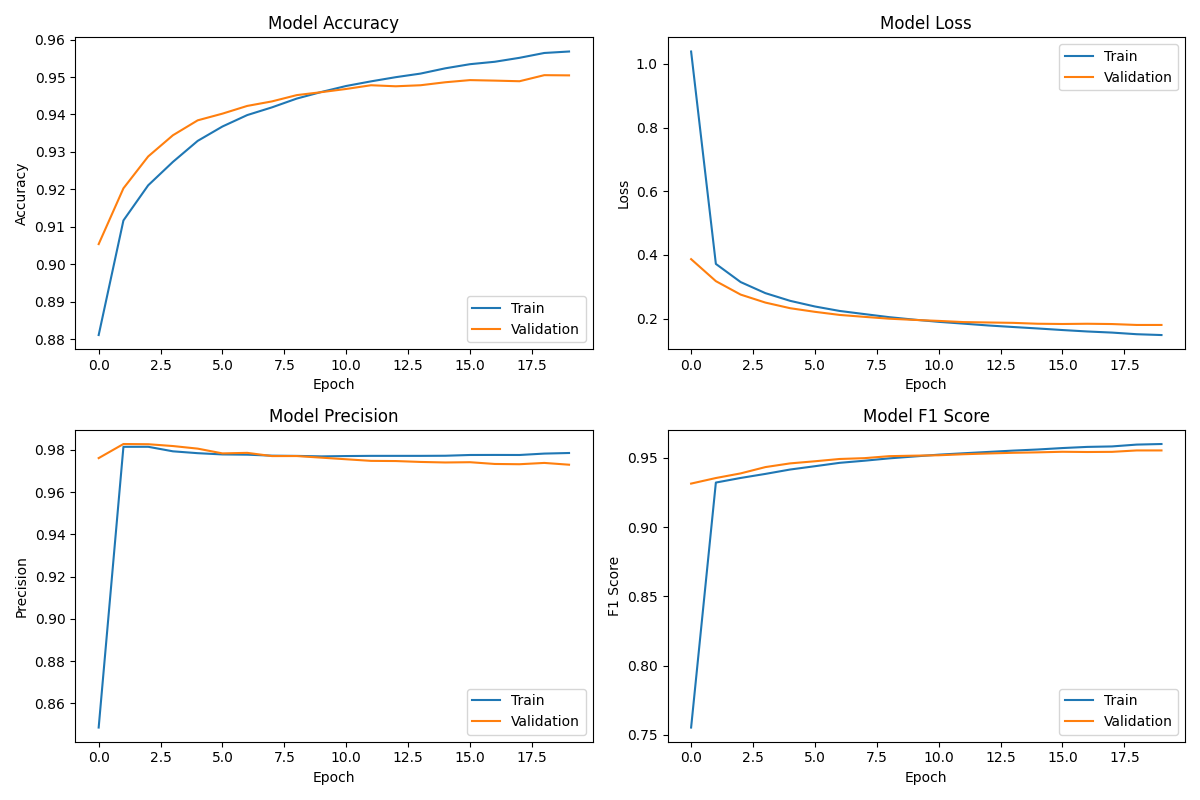 Model Accuracy
0.96
0.95
0.94
0.93
0.92
0.91
0.90
0.89
0.88
Accuracy
Train
Validation
0.0 2.5 5.0 7.5 10.0 12.5 15.0 17.5
Epoch
Model Loss
1.0
0.8
0.6
0.4
0.2
Loss
Train
Validation
0.0 2.5 5.0 7.5 10.0 12.5 15.0 17.5
Epoch
Model Precision
0.98
0.96
0.94
0.92
0.90
0.88
0.86
Precision
Train
Validation
0.0 2.5 5.0 7.5 10.0 12.5 15.0 17.5
Epoch
Model F1 Score
0.95
0.90
0.85
0.80
0.75
F1 Score
Train
Validation
0.0 2.5 5.0 7.5 10.0 12.5 15.0 17.5
Epoch